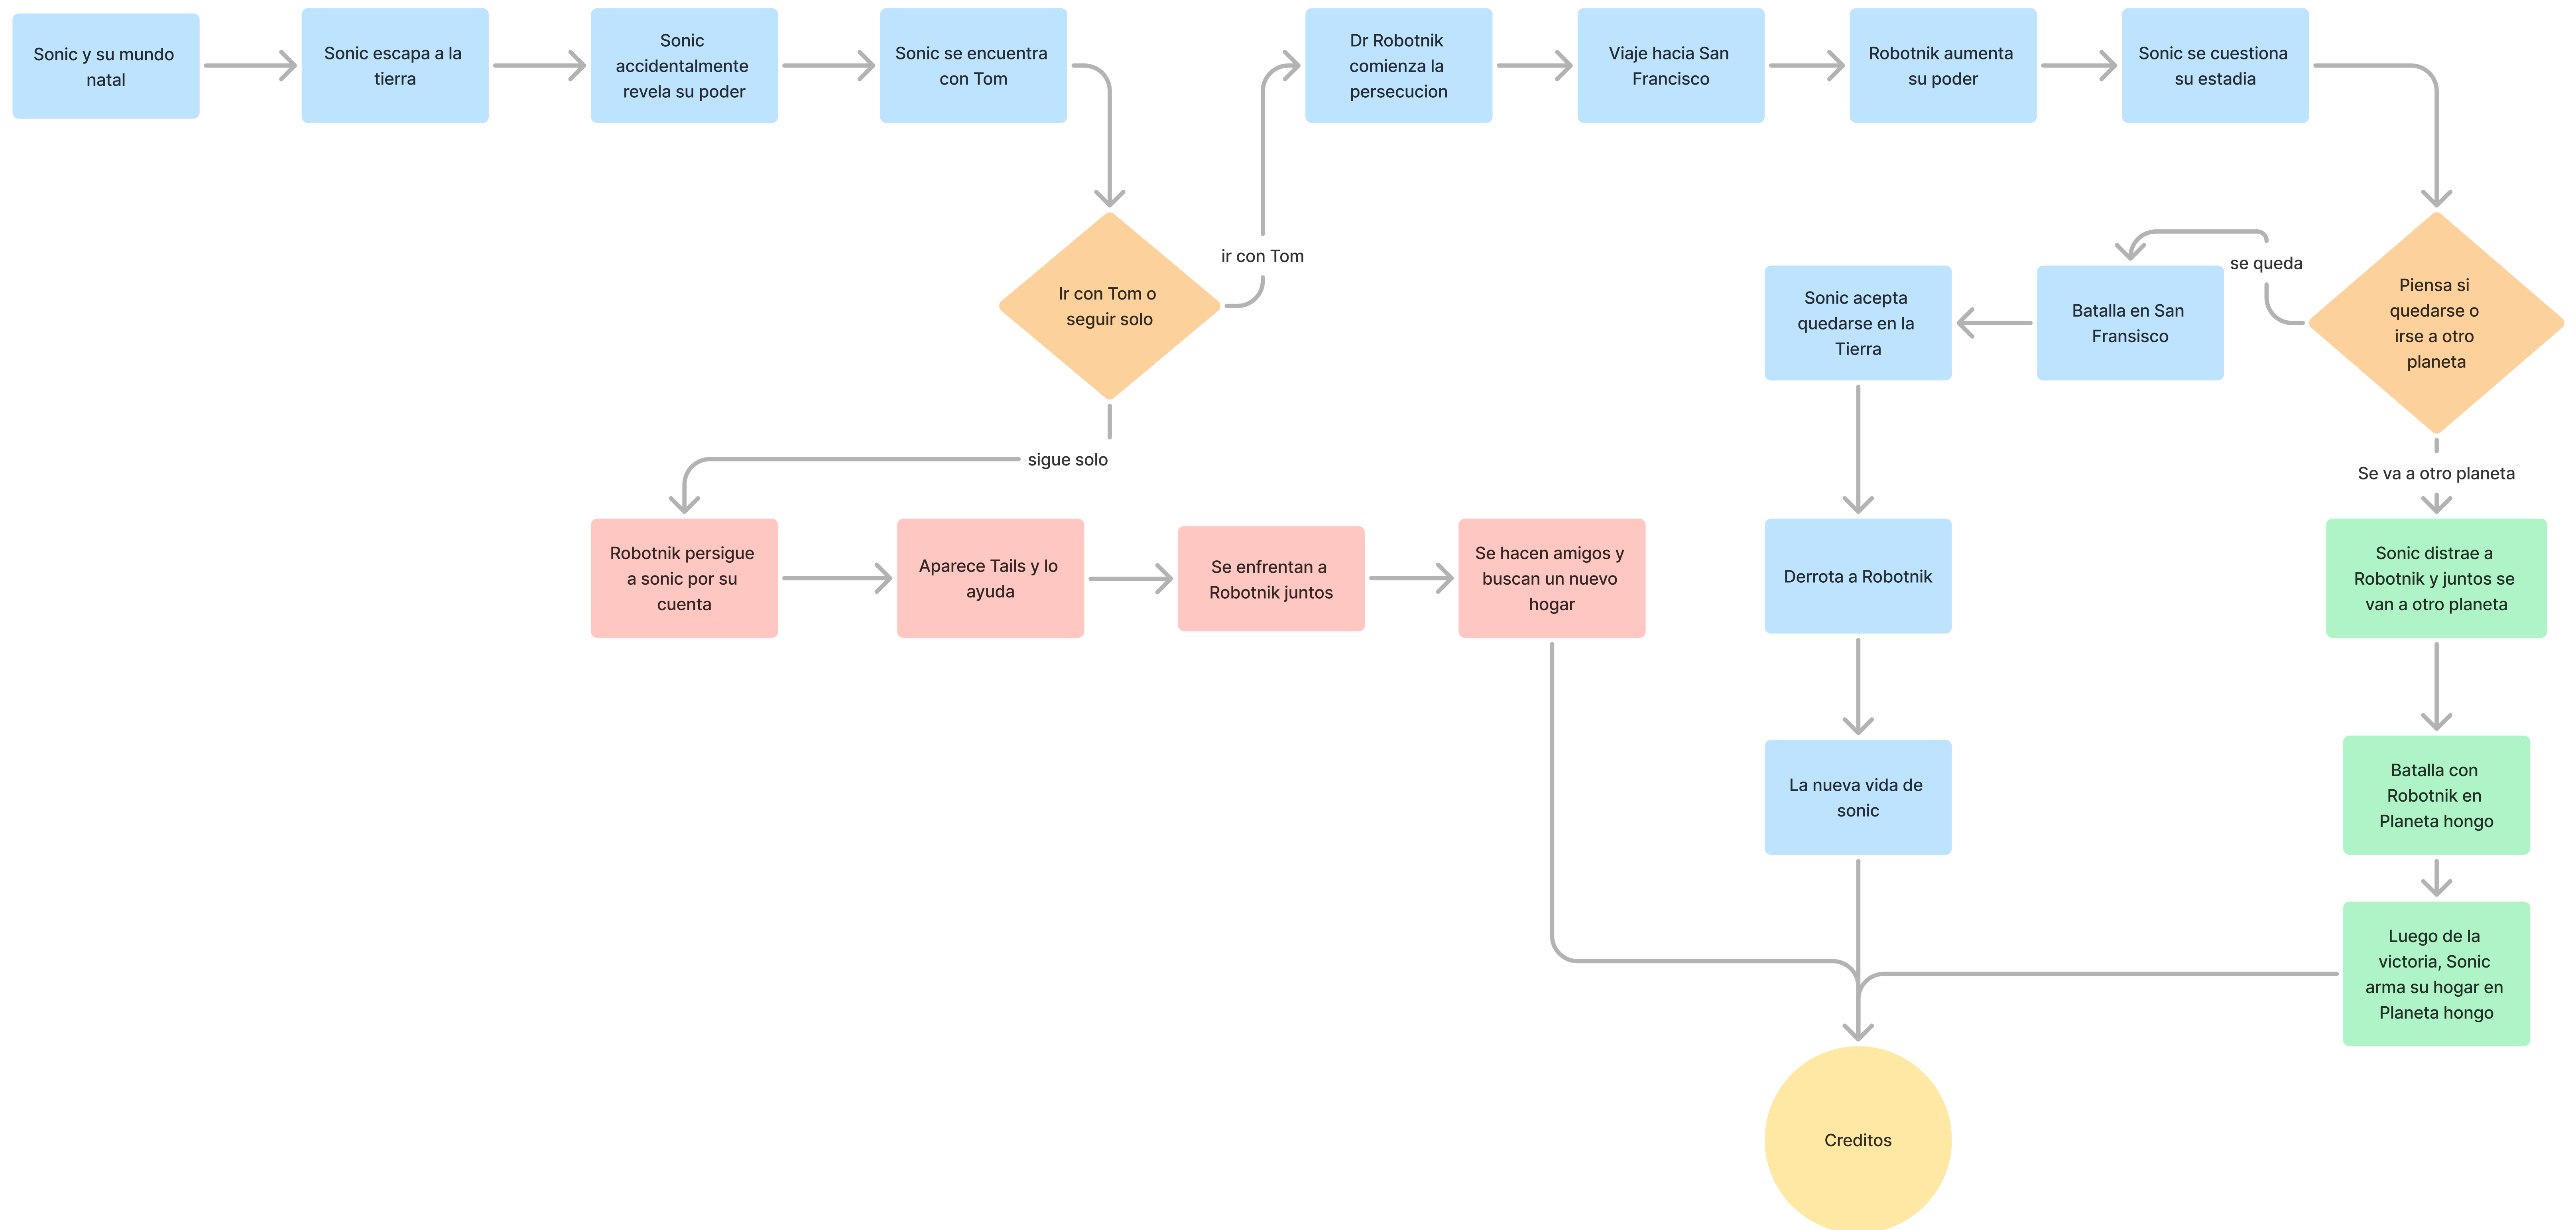 Sonic y su mundo
natal
Sonic escapa a la
tierra
Sonic
accidentalmente
revela su poder
Sonic se encuentra
con Tom
Dr Robotnik
comienza la
persecucion
Viaje hacia San
Francisco
Robotnik aumenta
su poder
Sonic se cuestiona
su estadia
Ir con Tom o
seguir solo
ir con Tom
sigue solo
Piensa si
quedarse o
irse a otro
planeta
se queda
Batalla en San
Fransisco
Sonic acepta
quedarse en la
Tierra
Se va a otro planeta
Robotnik persigue
a sonic por su
cuenta
Aparece Tails y lo
ayuda
Se enfrentan a
Robotnik juntos
Se hacen amigos y
buscan un nuevo
hogar
Derrota a Robotnik
Sonic distrae a
Robotnik y juntos se
van a otro planeta
La nueva vida de
sonic
Batalla con
Robotnik en
Planeta hongo
Luego de la
victoria, Sonic
arma su hogar en
Planeta hongo
Creditos